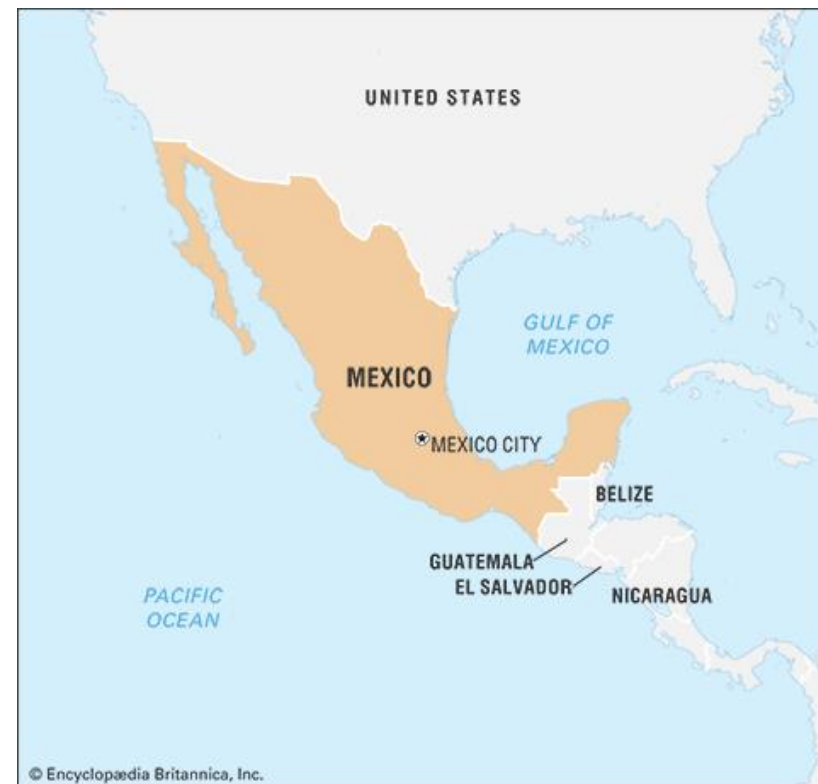 UNITED STATES
GULF OF
MEXICO
MEXICO
MEXICO CITY
BELIZE
GUATEMALA
EL SALVADOR
NICARAGUA
PACIFIC
OCEAN
© Encyclopædia Britannica, Inc.